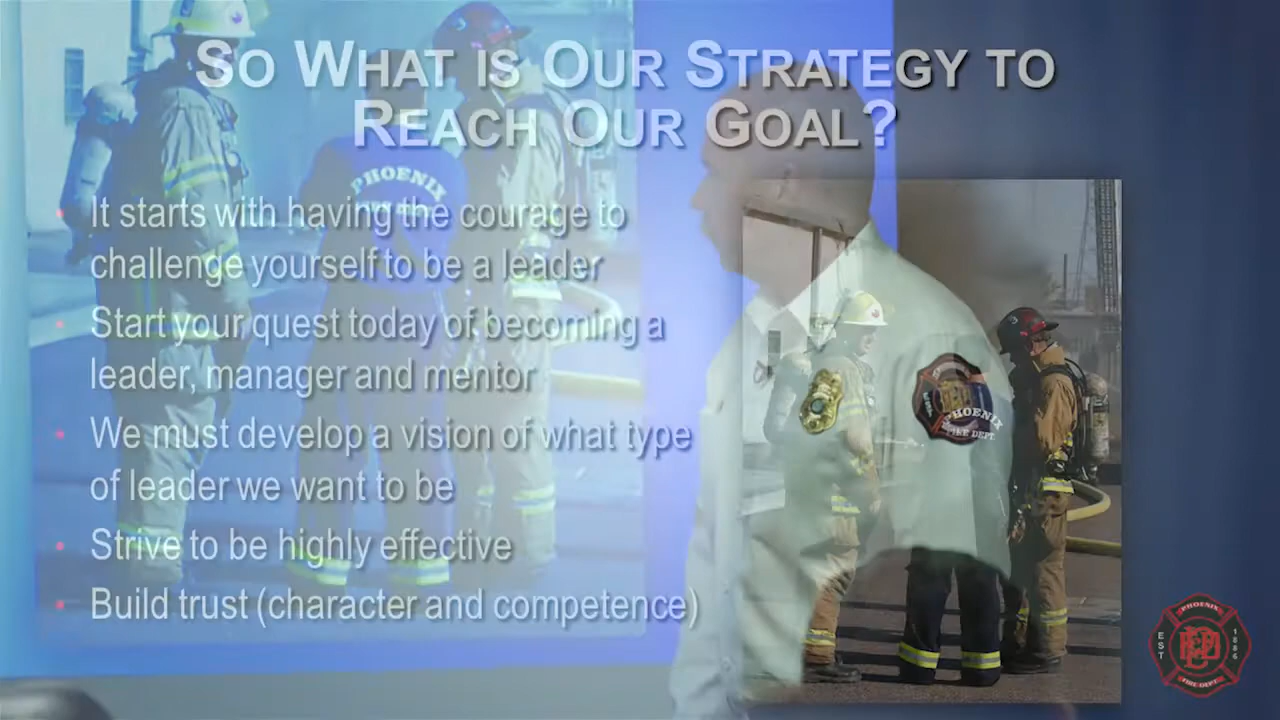 SO WHAT IS OUR STRATEGY TO
REACH OUR GOAL?
PHOENIX
FIRE DEPT.
It starts with having the courage to
challenge yourself to be a leader
Start your quest today of becoming a
leader, manager and mentor
We must develop a vision of what type
of leader we want to be
Strive to be highly effective
Build trust (character and competence)
PHOENIX
FIRE DEPT.
PHOENIX
EST
1886
FIRE DEPT